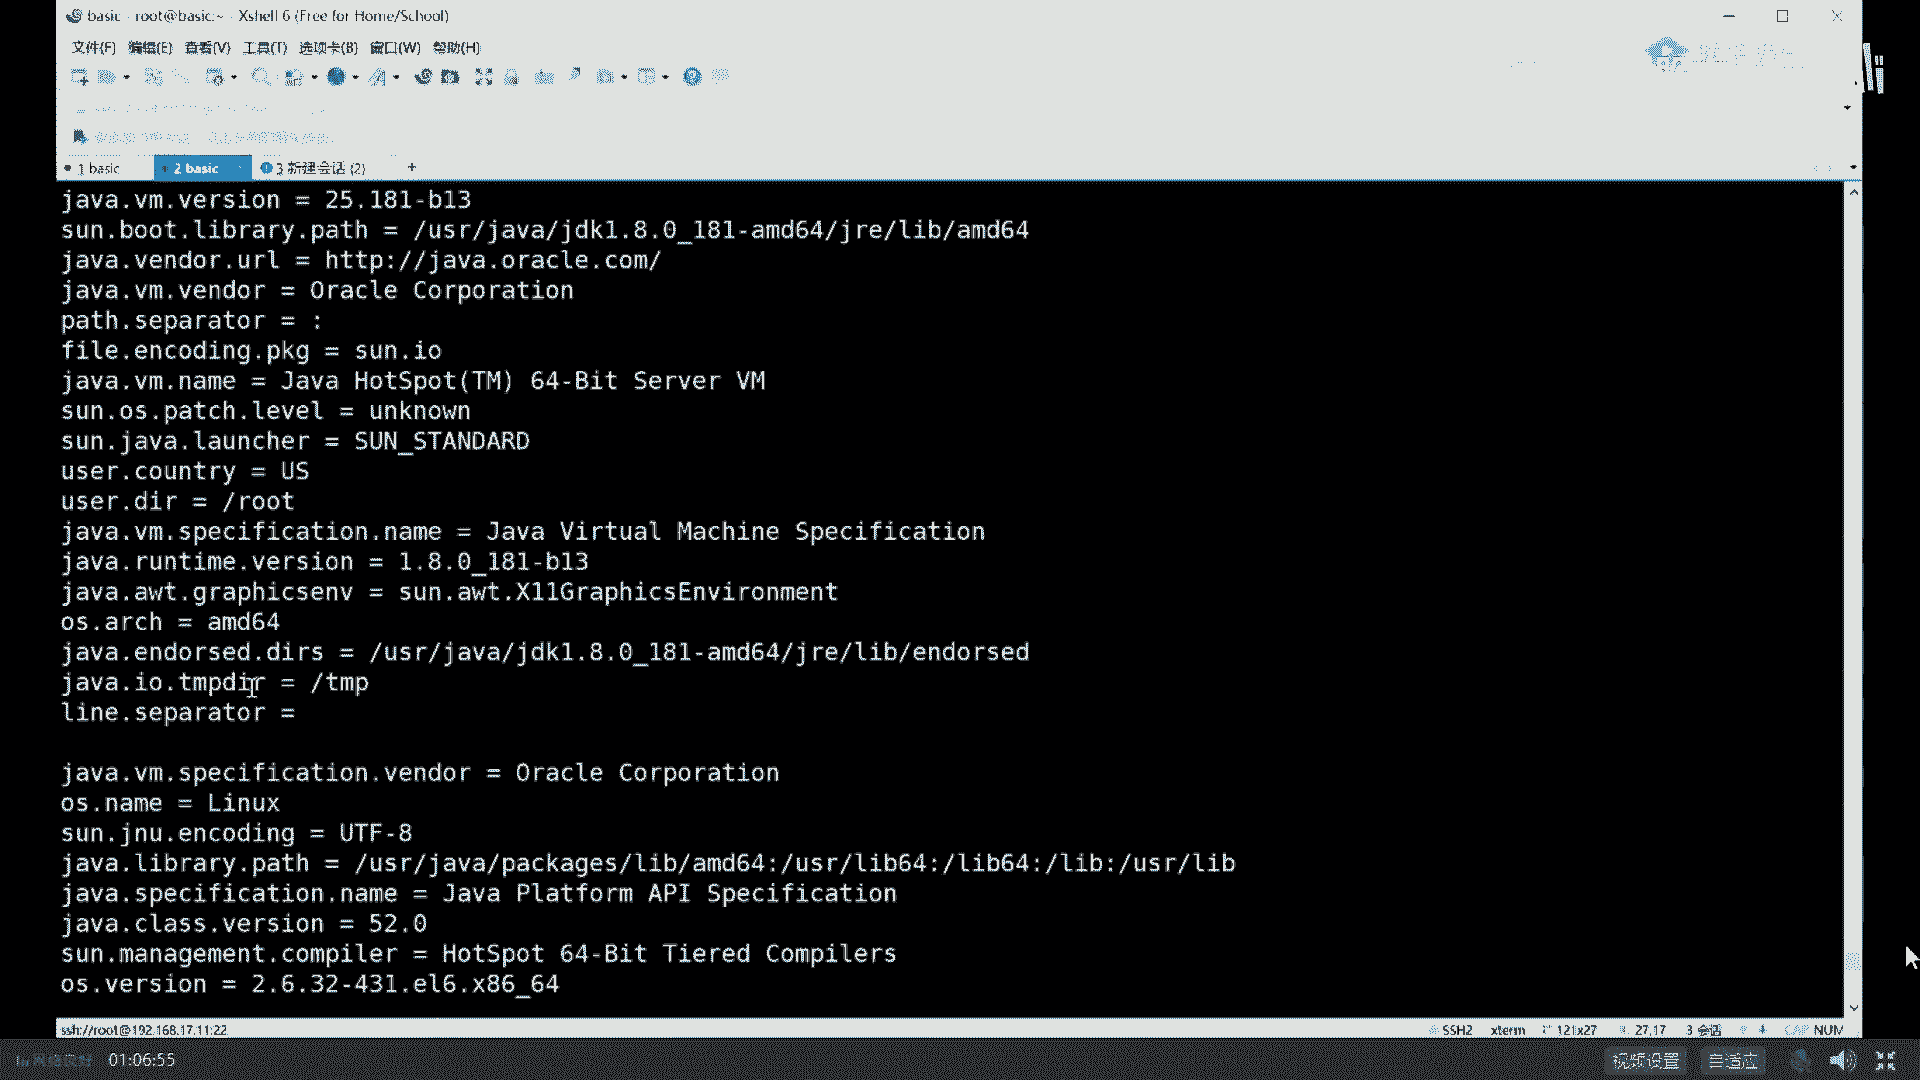 basic - root@basic:~ - Xshell 6 (Free for Home/School)
文件(F) 编辑(E) 查看(V) 工具(T) 选项卡(B) 窗口(W) 帮助(H)
1 basic
2 basic
3 新建会话 (2)
+
java.vm.version = 25.181-b13
sun.boot.library.path = /usr/java/jdk1.8.0_181-amd64/jre/lib/amd64
java.vendor.url = http://java.oracle.com/
java.vm.vendor = Oracle Corporation
path.separator = :
file.encoding.pkg = sun.io
java.vm.name = Java HotSpot(TM) 64-Bit Server VM
sun.os.patch.level = unknown
sun.java.launcher = SUN_STANDARD
user.country = US
user.dir = /root
java.vm.specification.name = Java Virtual Machine Specification
java.runtime.version = 1.8.0_181-b13
java.awt.graphicsenv = sun.awt.X11GraphicsEnvironment
os.arch = amd64
java.endorsed.dirs = /usr/java/jdk1.8.0_181-amd64/jre/lib/endorsed
java.io.tmpdir = /tmp
line.separator =
java.vm.specification.vendor = Oracle Corporation
os.name = Linux
sun.jnu.encoding = UTF-8
java.library.path = /usr/java/packages/lib/amd64:/usr/lib64:/lib64:/lib:/usr/lib
java.specification.name = Java Platform API Specification
java.class.version = 52.0
sun.management.compiler = HotSpot 64-Bit Tiered Compilers
os.version = 2.6.32-431.el6.x86_64
ssh://root@192.168.17.11:22
SSH2 xterm 121x27 27,17 3 会话 CAP NUM
01:06:55
视频设置 自适应